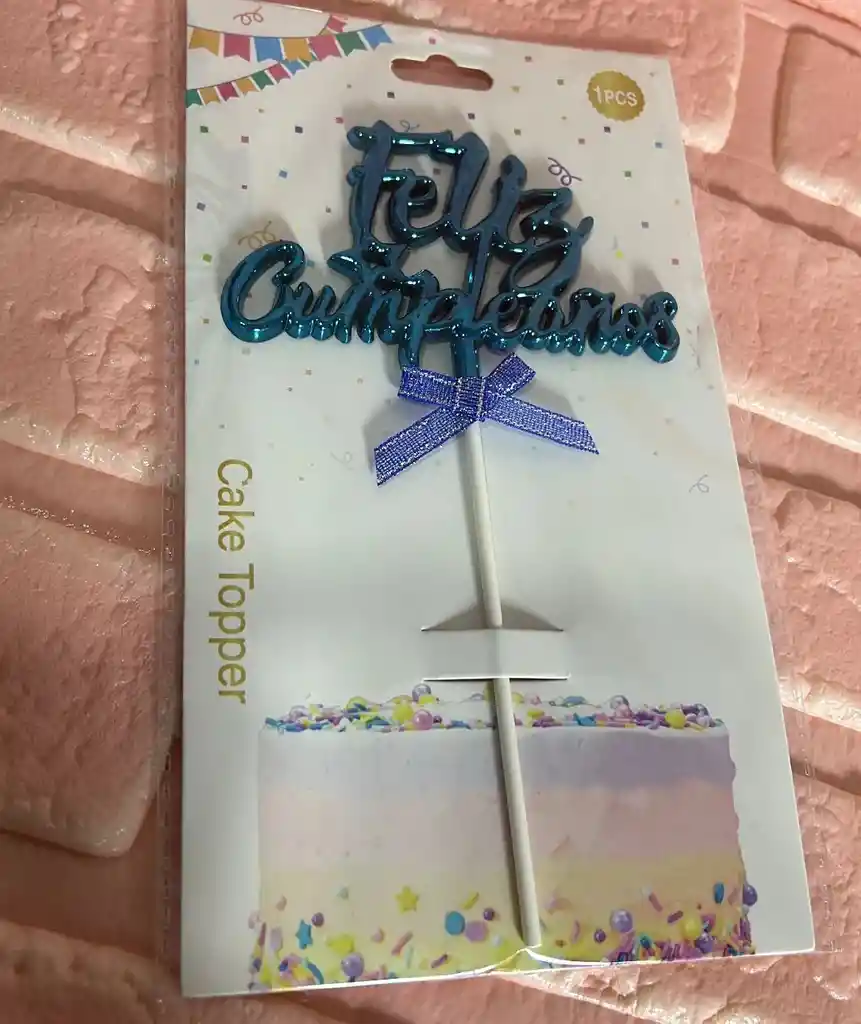 1PCS
Feliz
Cumpleaños
Cake Topper